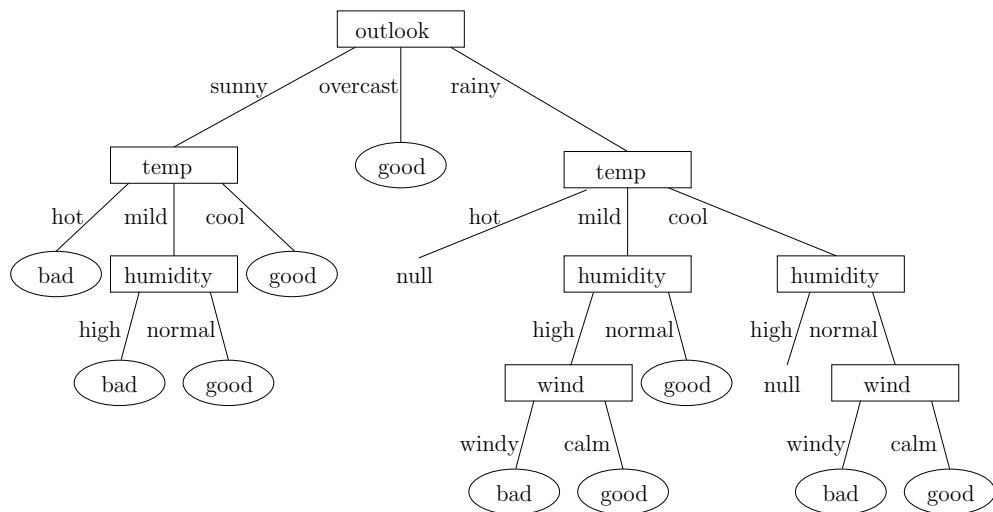 outlook
sunny overcast rainy
temp good temp
hot mild cool hot mild cool
bad humidity good null humidity humidity
high normal high normal high normal
bad good wind good null wind
windy calm windy calm
bad good bad good